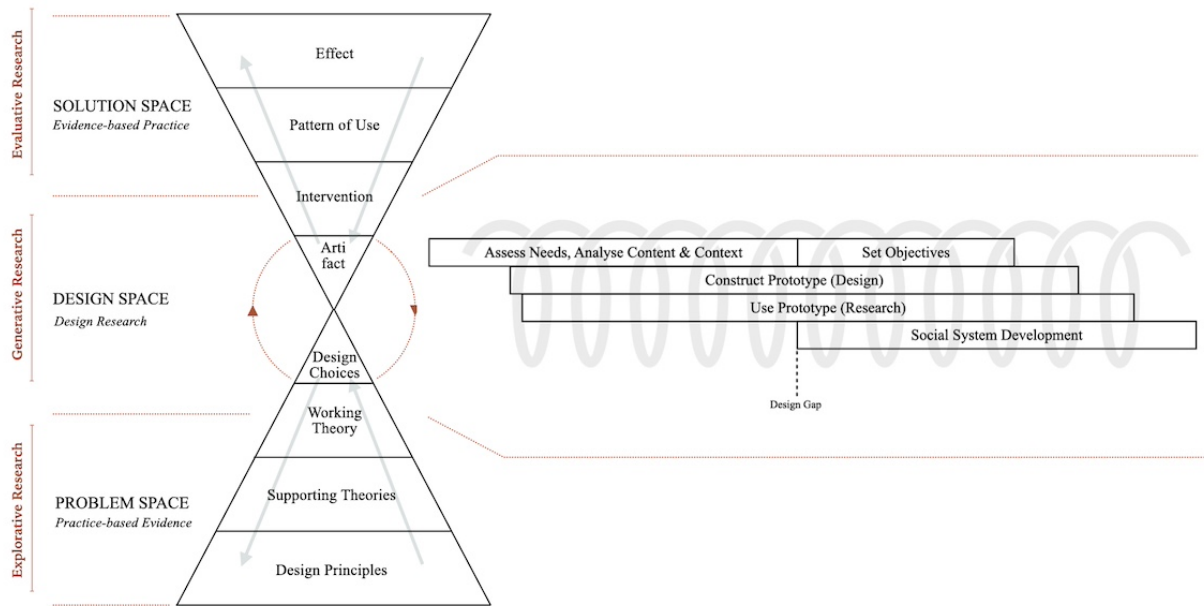 Evaluative Research
SOLUTION SPACE
Evidence-based Practice
Effect
Pattern of Use
Intervention
Generative Research
DESIGN SPACE
Design Research
Arti
fact
Design
Choices
Explorative Research
PROBLEM SPACE
Practice-based Evidence
Working
Theory
Supporting Theories
Design Principles
Assess Needs, Analyse Content & Context
Set Objectives
Construct Prototype (Design)
Use Prototype (Research)
Social System Development
Design Gap